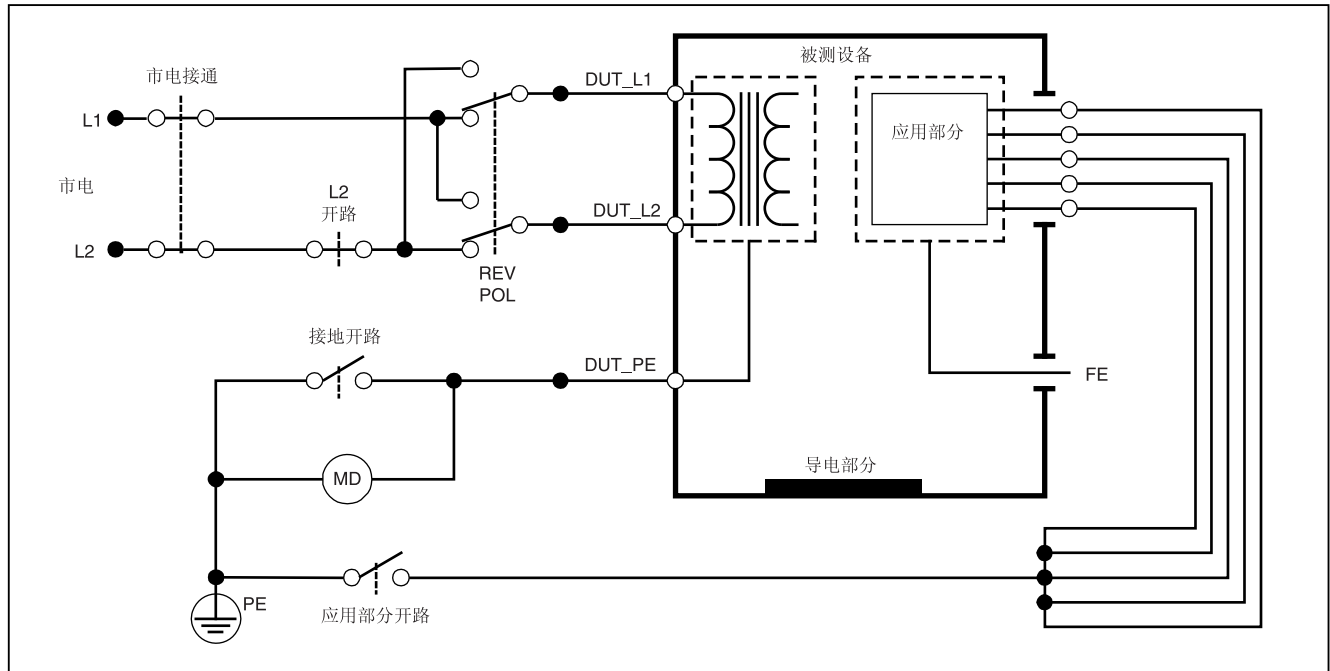 被测设备
市电接通
DUT_L1
L1
应用部分
市电
L2
开路
DUT_L2
L2
REV
POL
接地开路
DUT_PE
FE
导电部分
MD
PE
应用部分开路